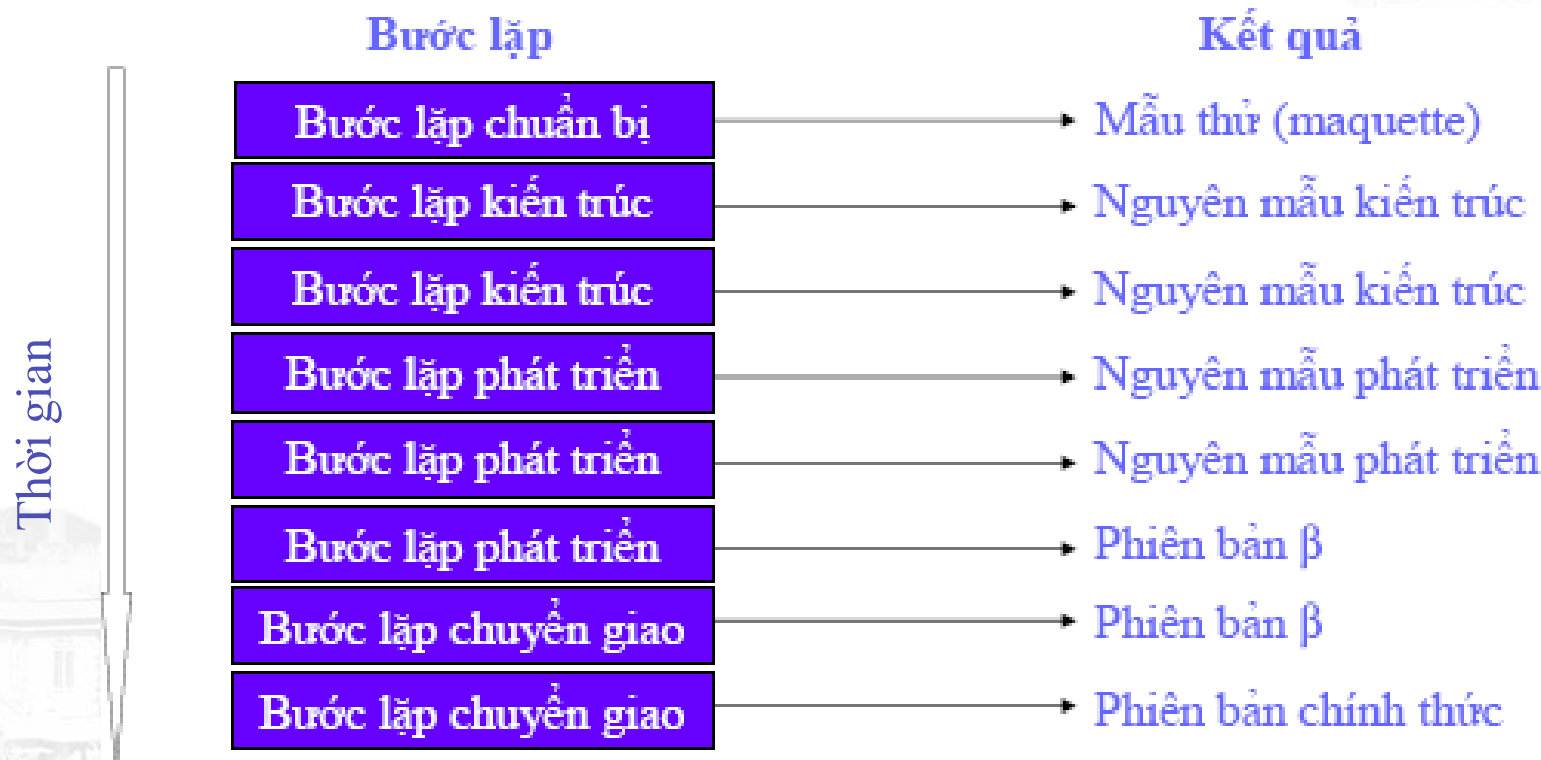 Bước lặp Kết quả
Bước lặp chuẩn bị Mẫu thử (maquette)
Bước lặp kiến trúc Nguyên mẫu kiến trúc
Bước lặp kiến trúc Nguyên mẫu kiến trúc
Bước lặp phát triển Nguyên mẫu phát triển
Bước lặp phát triển Nguyên mẫu phát triển
Bước lặp phát triển Phiên bản β
Bước lặp chuyển giao Phiên bản β
Bước lặp chuyển giao Phiên bản chính thức
Thời gian